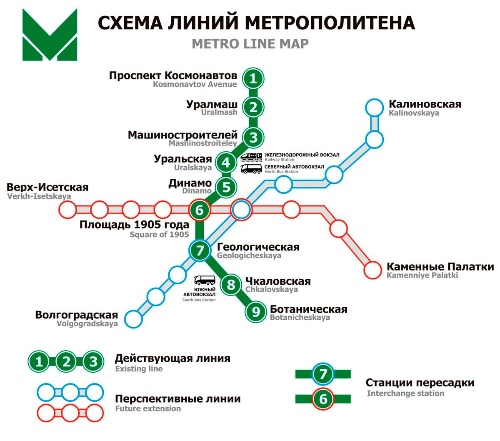 СХЕМА ЛИНИЙ МЕТРОПОЛИТЕНА
METRO LINE MAP
Проспект Космонавтов
Kosmonavtov Avenue
1
Уралмаш
Uralmash
2
Калиновская
Kalinovskaya
Машиностроителей
Mashinostroiteley
3
ЖЕЛЕЗНОДОРОЖНЫЙ ВОКЗАЛ
Railway Station
Уральская
Uralskaya
4
СЕВЕРНЫЙ АВТОВОКЗАЛ
North Bus Station
Динамо
Dinamo
5
Верх-Исетская
Verkh-Isetskaya
6
Площадь 1905 года
Square of 1905
7
Геологическая
Geologicheskaya
Каменные Палатки
Kamenniye Palatki
ЮЖНЫЙ
АВТОВОКЗАЛ
South Bus Station
8
Чкаловская
Chkalovskaya
Волгоградская
Volgogradskaya
9
Ботаническая
Botanicheskaya
1 2 3
Действующая линия
Existing line
Перспективные линии
Future extension
7
6
Станции пересадки
Interchange station